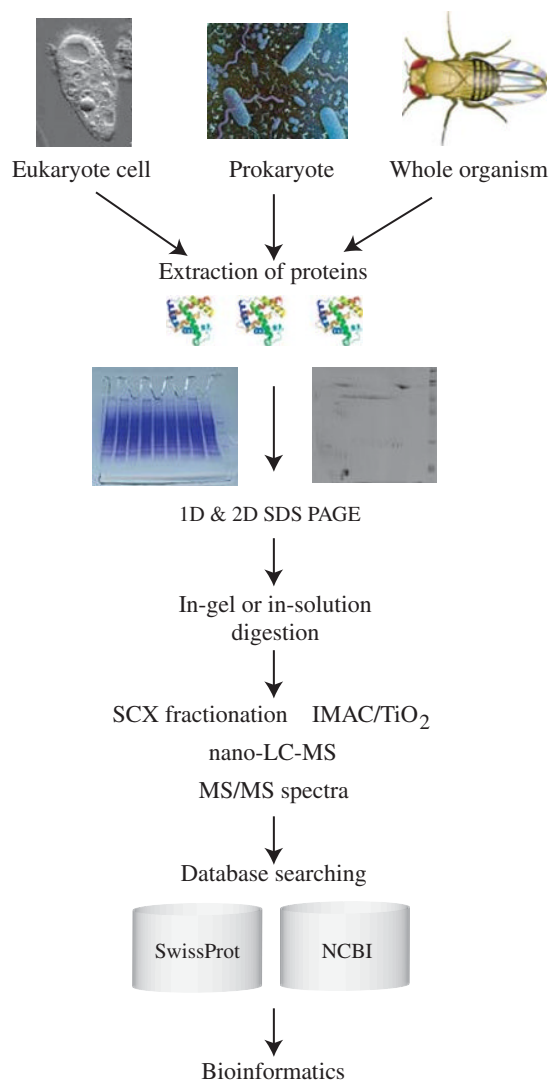 Eukaryote cell
Prokaryote
Whole organism
Extraction of proteins
1D & 2D SDS PAGE
In-gel or in-solution
digestion
SCX fractionation IMAC/TiO2
nano-LC-MS
MS/MS spectra
Database searching
SwissProt
NCBI
Bioinformatics